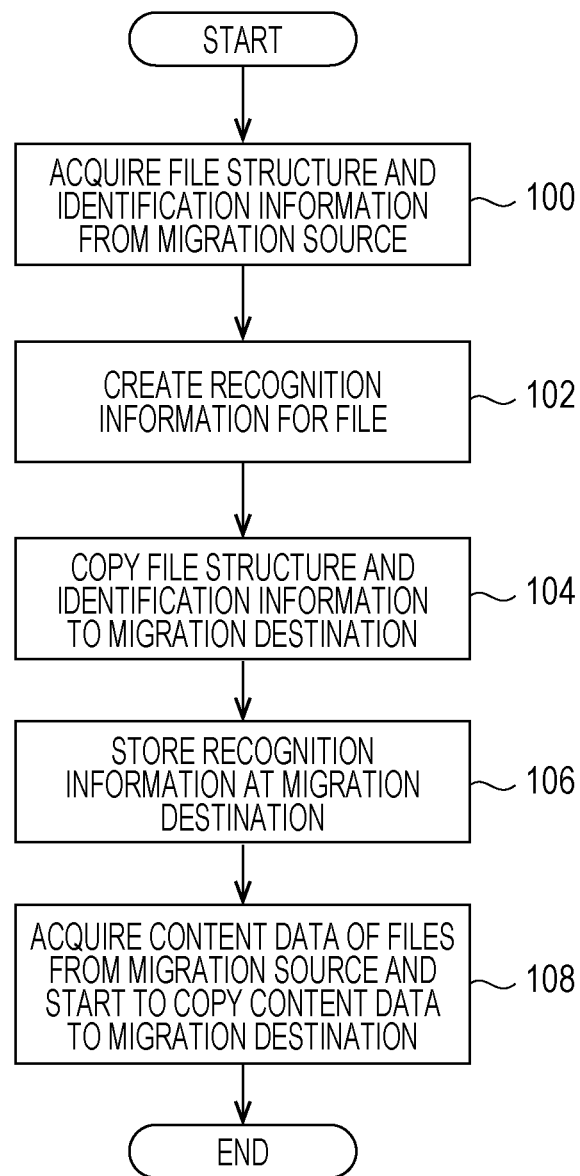 START
ACQUIRE FILE STRUCTURE AND
IDENTIFICATION INFORMATION
FROM MIGRATION SOURCE
100
CREATE RECOGNITION
INFORMATION FOR FILE
102
COPY FILE STRUCTURE AND
IDENTIFICATION INFORMATION
TO MIGRATION DESTINATION
104
STORE RECOGNITION
INFORMATION AT MIGRATION
DESTINATION
106
ACQUIRE CONTENT DATA OF FILES
FROM MIGRATION SOURCE AND
START TO COPY CONTENT DATA
TO MIGRATION DESTINATION
108
END